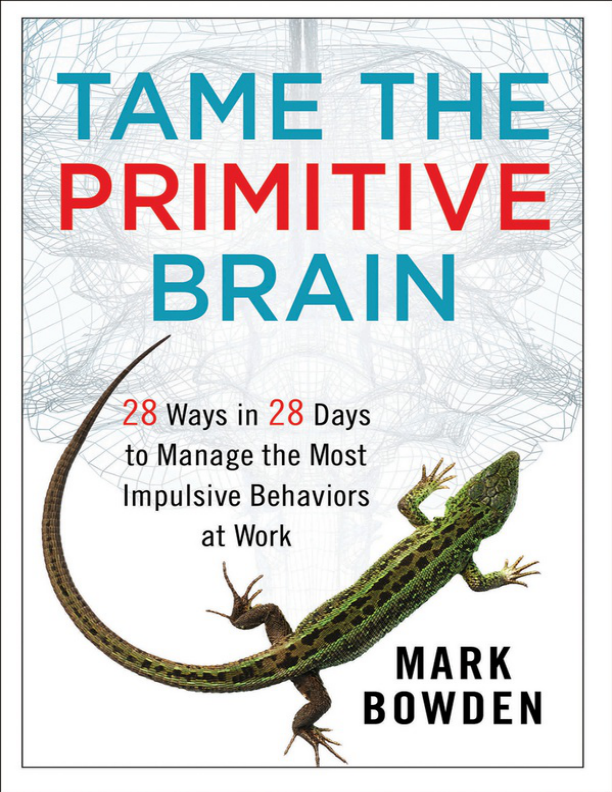 TAME THE
PRIMITIVE
BRAIN
28 Ways in 28 Days
to Manage the Most
Impulsive Behaviors
at Work
MARK
BOWDEN